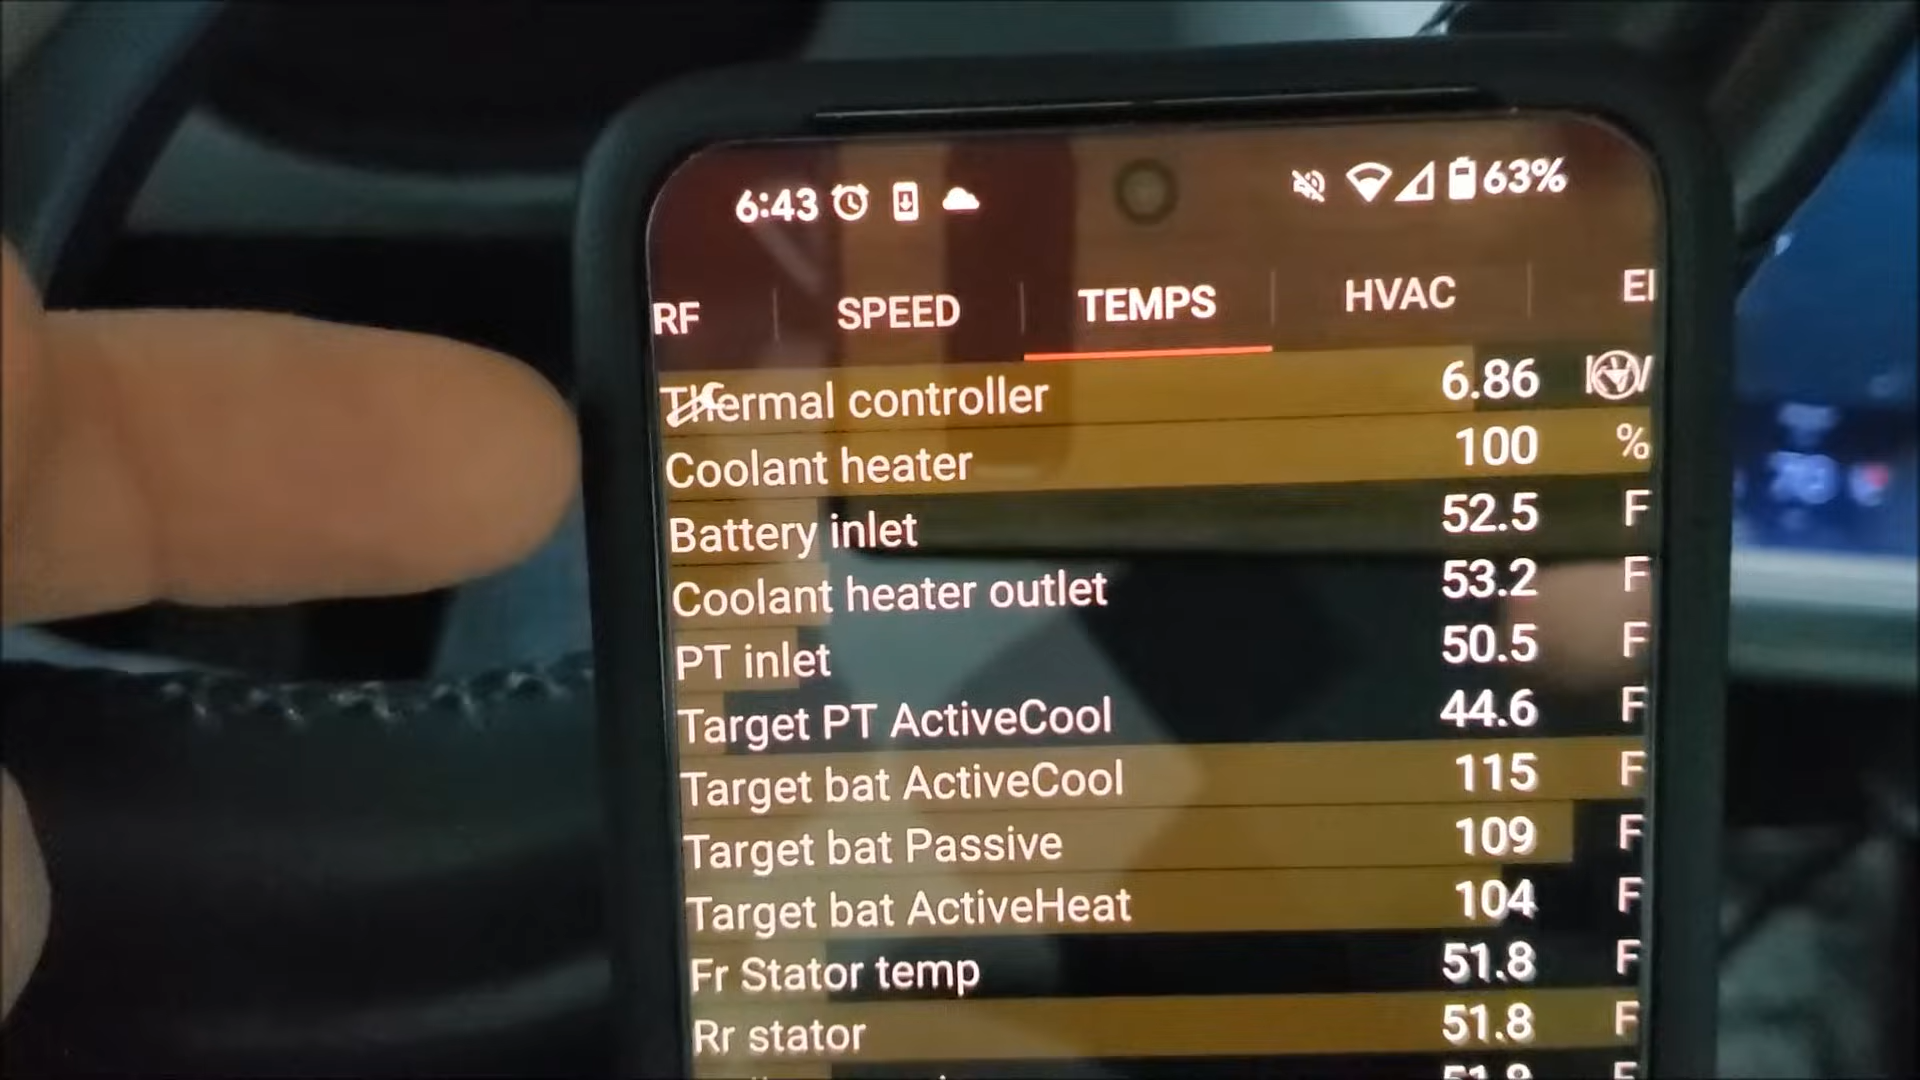 6:43 63%
RF SPEED TEMPS HVAC
Thermal controller 6.86
Coolant heater 100 %
Battery inlet 52.5 F
Coolant heater outlet 53.2 F
PT inlet 50.5 F
Target PT ActiveCool 44.6 F
Target bat ActiveCool 115 F
Target bat Passive 109 F
Target bat ActiveHeat 104 F
Fr Stator temp 51.8 F
Rr stator 51.8 F